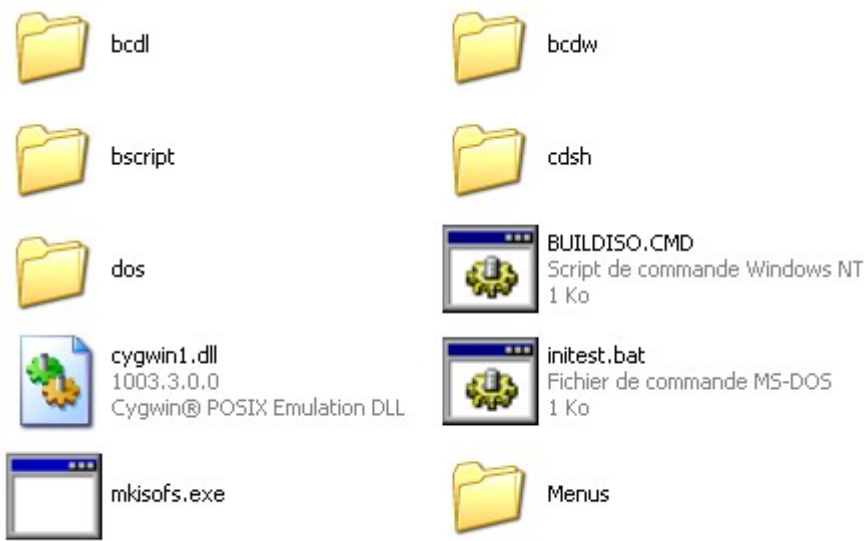 bcdl
bcdw
bscript
cdsh
dos
BUILDISO.CMD
Script de commande Windows NT
1 Ko
cygwin1.dll
1003.3.0.0
Cygwin® POSIX Emulation DLL
initest.bat
Fichier de commande MS-DOS
1 Ko
mkisofs.exe
Menus